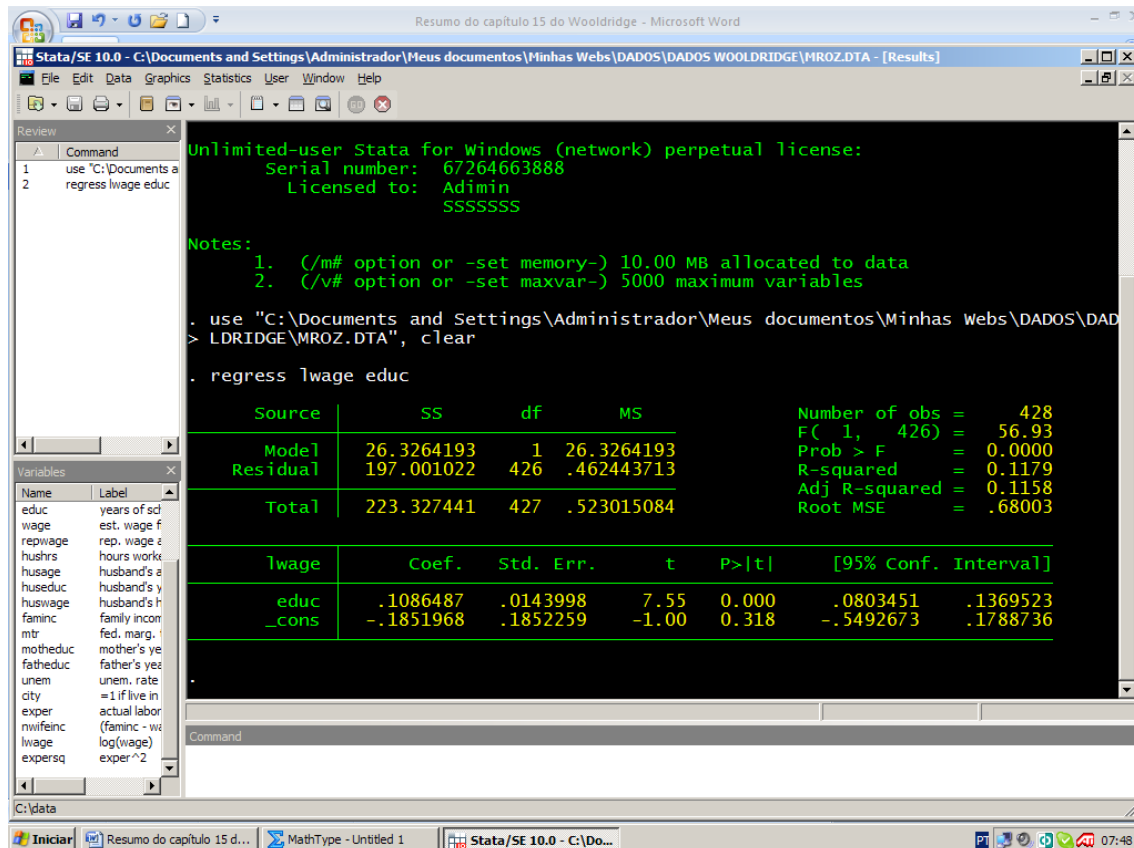 Resumo do capítulo 15 do Wooldridge - Microsoft Word
Stata/SE 10.0 - C:\Documents and Settings\Administrador\Meus documentos\Minhas Webs\DADOS\DADOS WOOLDRIDGE\MROZ.DTA - [Results]
File Edit Data Graphics Statistics User Window Help
Review
Command
1 use "C:\Documents a
2 regress lwage educ
Unlimited-user Stata for Windows (network) perpetual license:
Serial number: 67264663888
Licensed to: Adimin
SSSSSSS
Notes:
1. (/m# option or -set memory-) 10.00 MB allocated to data
2. (/v# option or -set maxvar-) 5000 maximum variables
. use "C:\Documents and Settings\Administrador\Meus documentos\Minhas Webs\DADOS\DAD
> LDRIDGE\MROZ.DTA", clear
. regress lwage educ
Source SS df MS Number of obs = 428
F( 1, 426) = 56.93
Model 26.3264193 1 26.3264193 Prob > F = 0.0000
Residual 197.001022 426 .462443713 R-squared = 0.1179
Adj R-squared = 0.1158
Total 223.327441 427 .523015084 Root MSE = .68003
lwage Coef. Std. Err. t P>|t| [95% Conf. Interval]
educ .1086487 .0143998 7.55 0.000 .0803451 .1369523
_cons -.1851968 .1852259 -1.00 0.318 -.5492673 .1788736
.
Variables
Name Label
educ years of sch
wage est. wage f
repwage rep. wage a
hushrs hours worke
husage husband's a
huseduc husband's y
huswage husband's h
faminc family incom
mtr fed. marg.
motheduc mother's ye
fatheduc father's yea
unem unem. rate
city =1 if live in
exper actual labor
nwifeinc (faminc - wa
lwage log(wage)
expersq exper^2
Command
C:\data
Iniciar Resumo do capítulo 15 d... MathType - Untitled 1 Stata/SE 10.0 - C:\Do... PT 07:48